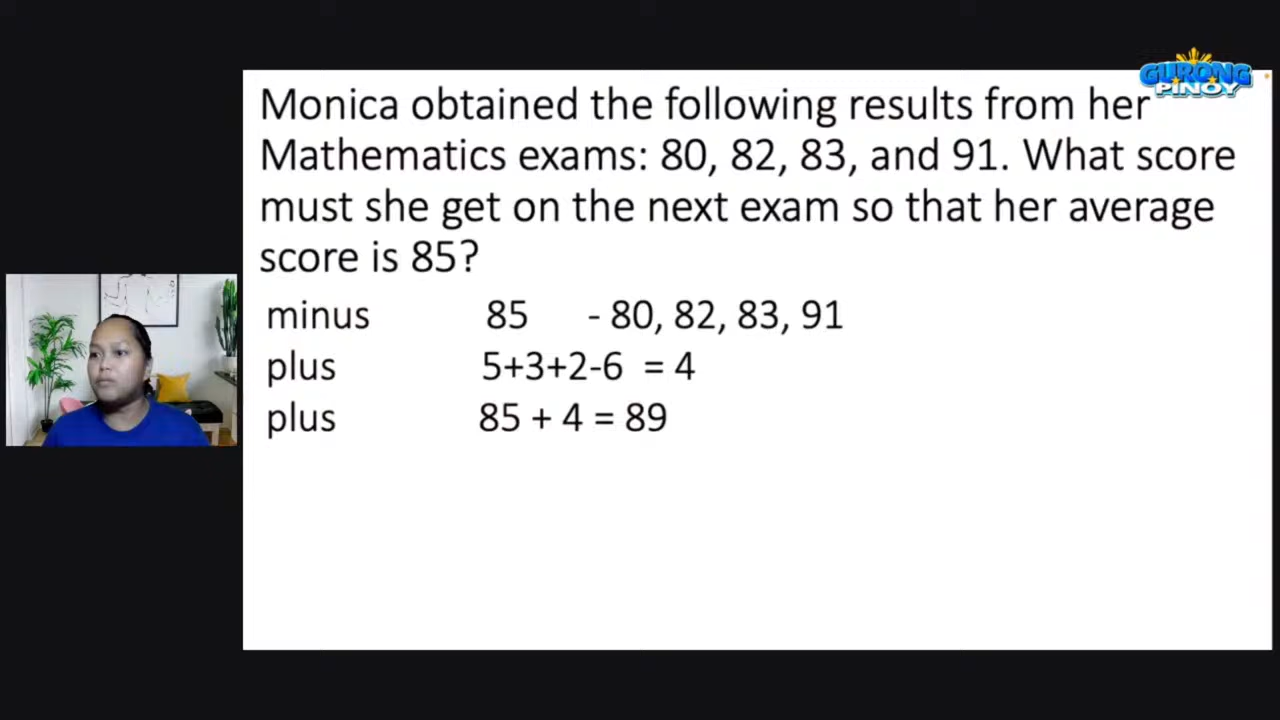 GURONG
PINOY
Monica obtained the following results from her
Mathematics exams: 80, 82, 83, and 91. What score
must she get on the next exam so that her average
score is 85?
minus 85 - 80, 82, 83, 91
plus 5+3+2-6 = 4
plus 85 + 4 = 89